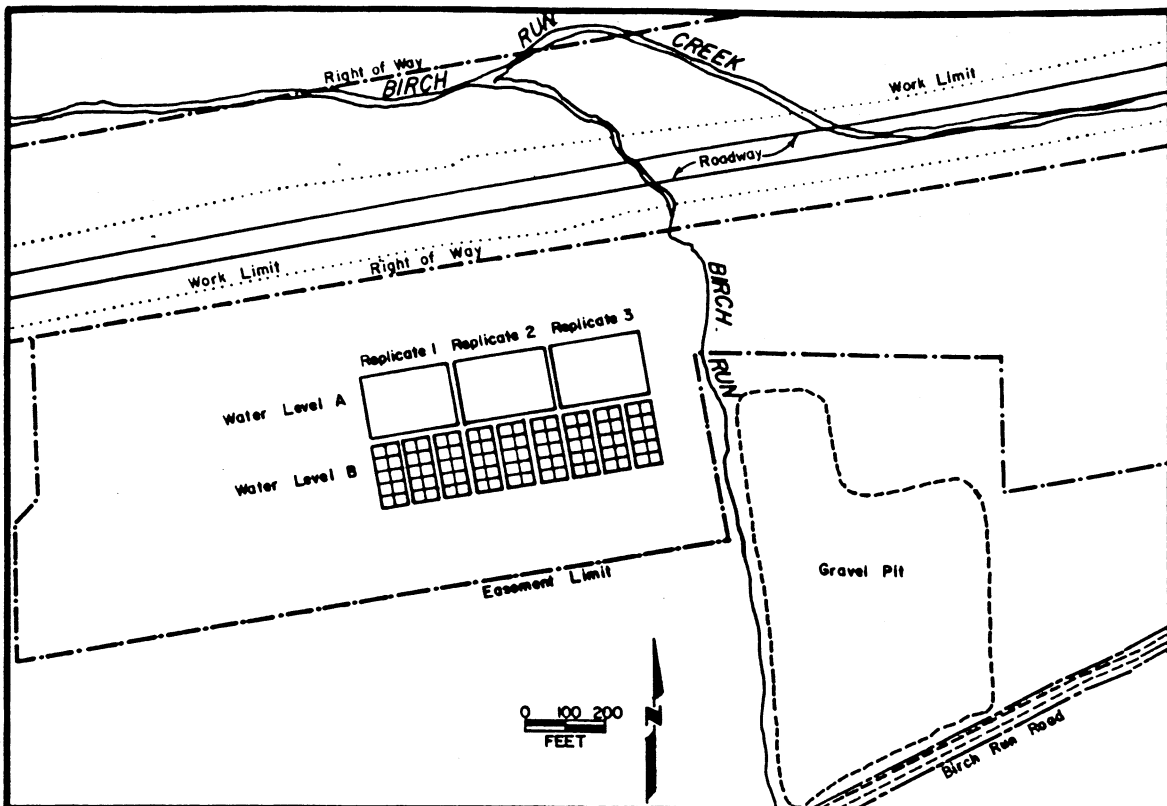 RUN
CREEK
Right of Way
BIRCH
Work Limit
Roadway
Right of Way
Work Limit
BIRCH
RUN
Replicate 1 Replicate 2 Replicate 3
Water Level A
Water Level B
Easement Limit
Gravel Pit
0 100 200
FEET
N
Birch Run Road